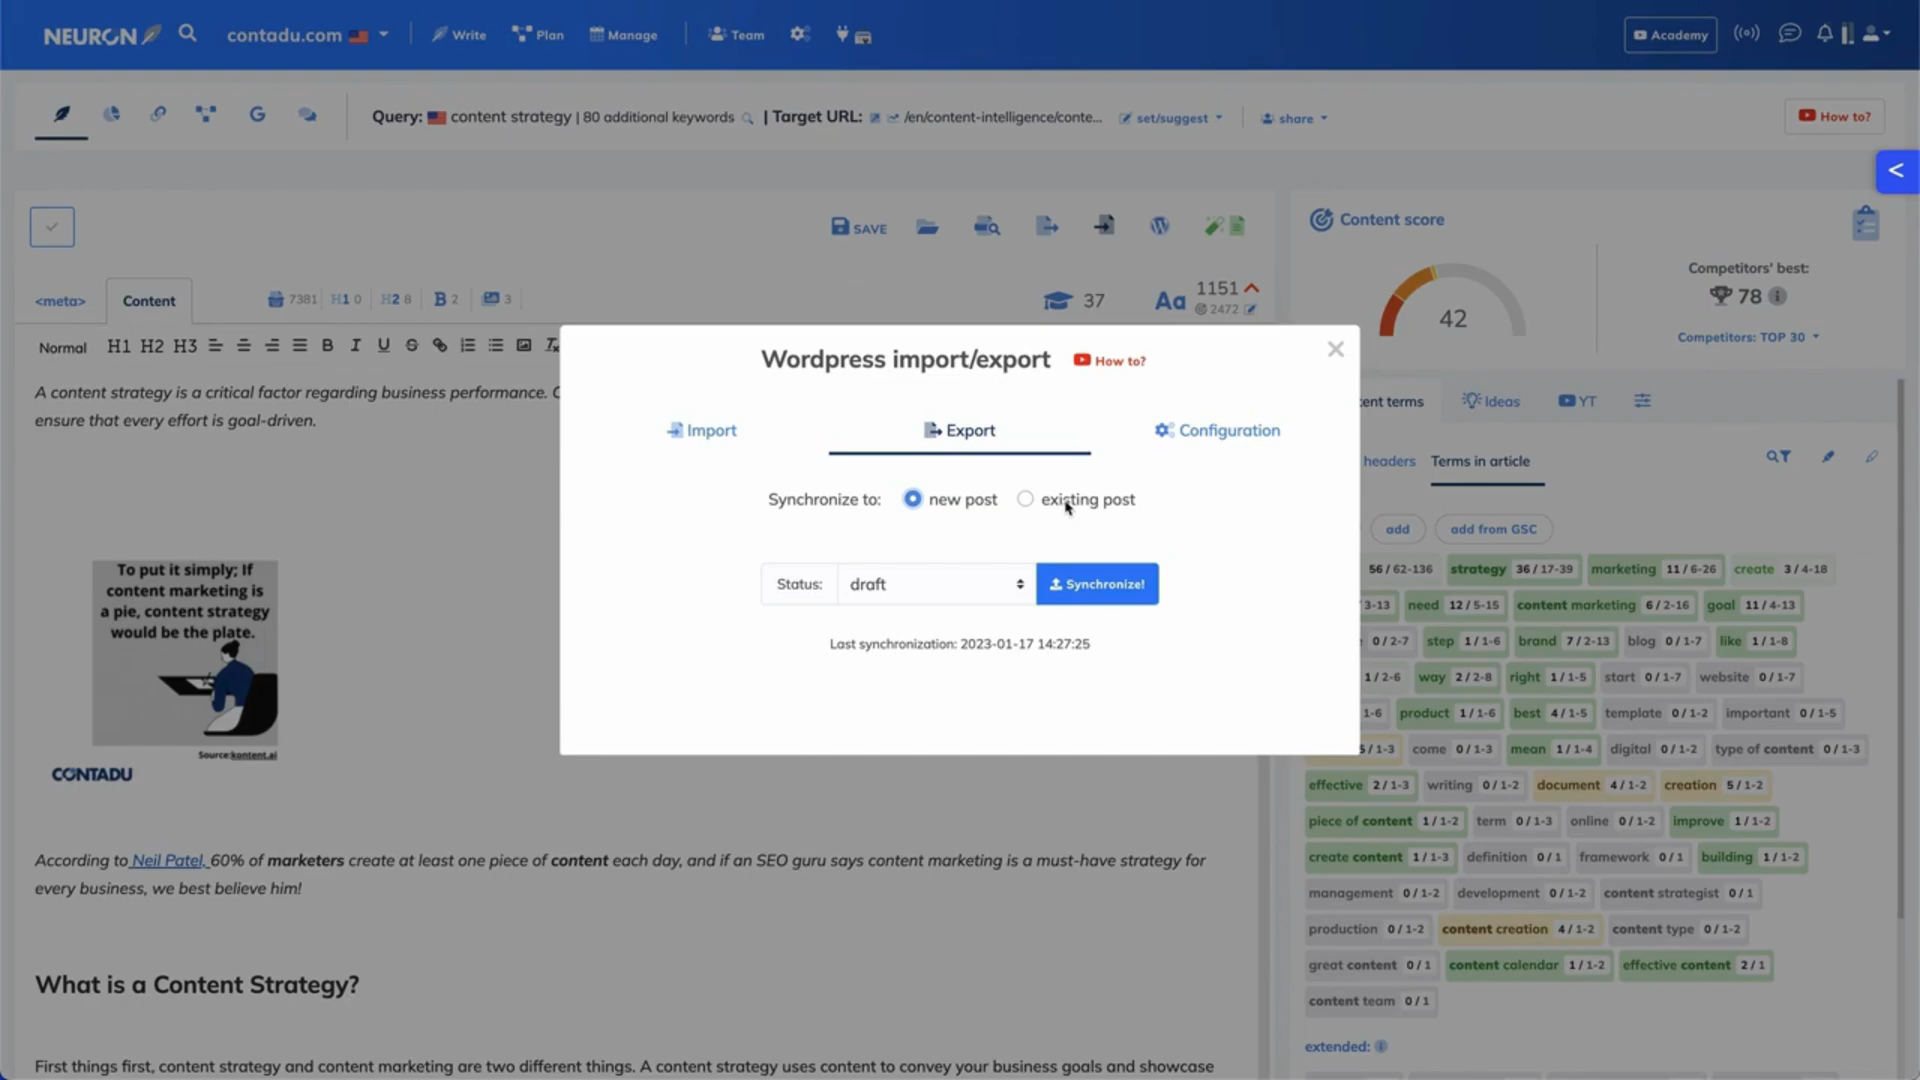 NEURON
contadu.com
Write
Plan
Manage
Team
Academy
Query: content strategy | 80 additional keywords | Target URL: /en/content-intelligence/conte...
set/suggest
share
How to?
<
SAVE
<meta>
Content
7381 H1 0 H2 8 B 2 3
37
Aa 1151
2472
Normal H1 H2 H3 B I U S
A content strategy is a critical factor regarding business performance.
ensure that every effort is goal-driven.
To put it simply; If
content marketing is
a pie, content strategy
would be the plate.
Source:kontent.ai
CONTADU
According to Neil Patel, 60% of marketers create at least one piece of content each day, and if an SEO guru says content marketing is a must-have strategy for
every business, we best believe him!
What is a Content Strategy?
First things first, content strategy and content marketing are two different things. A content strategy uses content to convey your business goals and showcase
Wordpress import/export
How to?
×
Import
Export
Configuration
Synchronize to: new post existing post
Status: draft Synchronize!
Last synchronization: 2023-01-17 14:27:25
Content score
42
Competitors' best:
78
Competitors: TOP 30
terms
Ideas
YT
headers
Terms in article
add
add from GSC
56 / 62-136 strategy 36 / 17-39 marketing 11 / 6-26 create 3 / 4-18
3-13 need 12 / 5-15 content marketing 6 / 2-16 goal 11 / 4-13
0 / 2-7 step 1 / 1-6 brand 7 / 2-13 blog 0 / 1-7 like 1 / 1-8
1 / 2-6 way 2 / 2-8 right 1 / 1-5 start 0 / 1-7 website 0 / 1-7
1-6 product 1 / 1-6 best 4 / 1-5 template 0 / 1-2 important 0 / 1-5
/ 1-3 come 0 / 1-3 mean 1 / 1-4 digital 0 / 1-2 type of content 0 / 1-3
effective 2 / 1-3 writing 0 / 1-2 document 4 / 1-2 creation 5 / 1-2
piece of content 1 / 1-2 term 0 / 1-3 online 0 / 1-2 improve 1 / 1-2
create content 1 / 1-3 definition 0 / 1 framework 0 / 1 building 1 / 1-2
management 0 / 1-2 development 0 / 1-2 content strategist 0 / 1
production 0 / 1-2 content creation 4 / 1-2 content type 0 / 1-2
great content 0 / 1 content calendar 1 / 1-2 effective content 2 / 1
content team 0 / 1
extended: